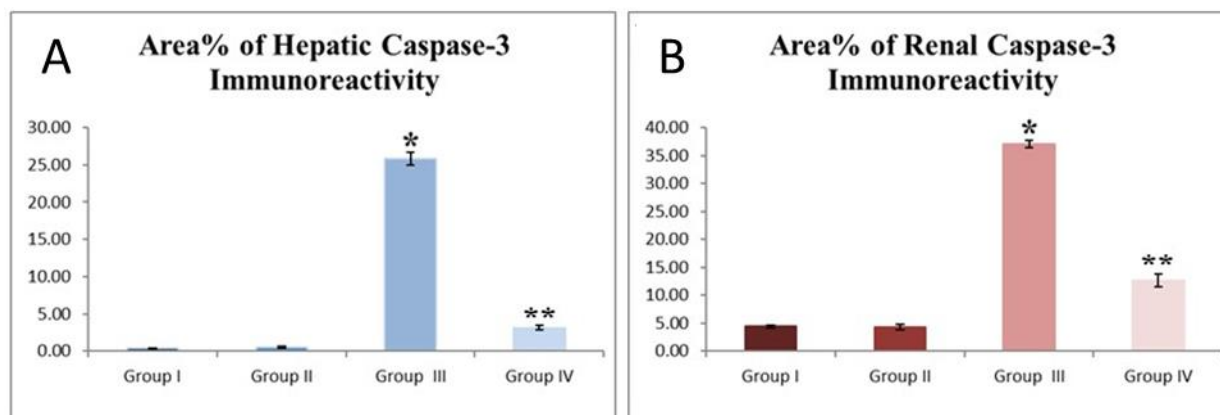 A
Area% of Hepatic Caspase-3
Immunoreactivity
30.00
25.00
20.00
15.00
10.00
5.00
0.00
*
**
Group I
Group II
Group III
Group IV
B
Area% of Renal Caspase-3
Immunoreactivity
40.00
35.00
30.00
25.00
20.00
15.00
10.00
5.00
0.00
*
**
Group I
Group II
Group III
Group IV